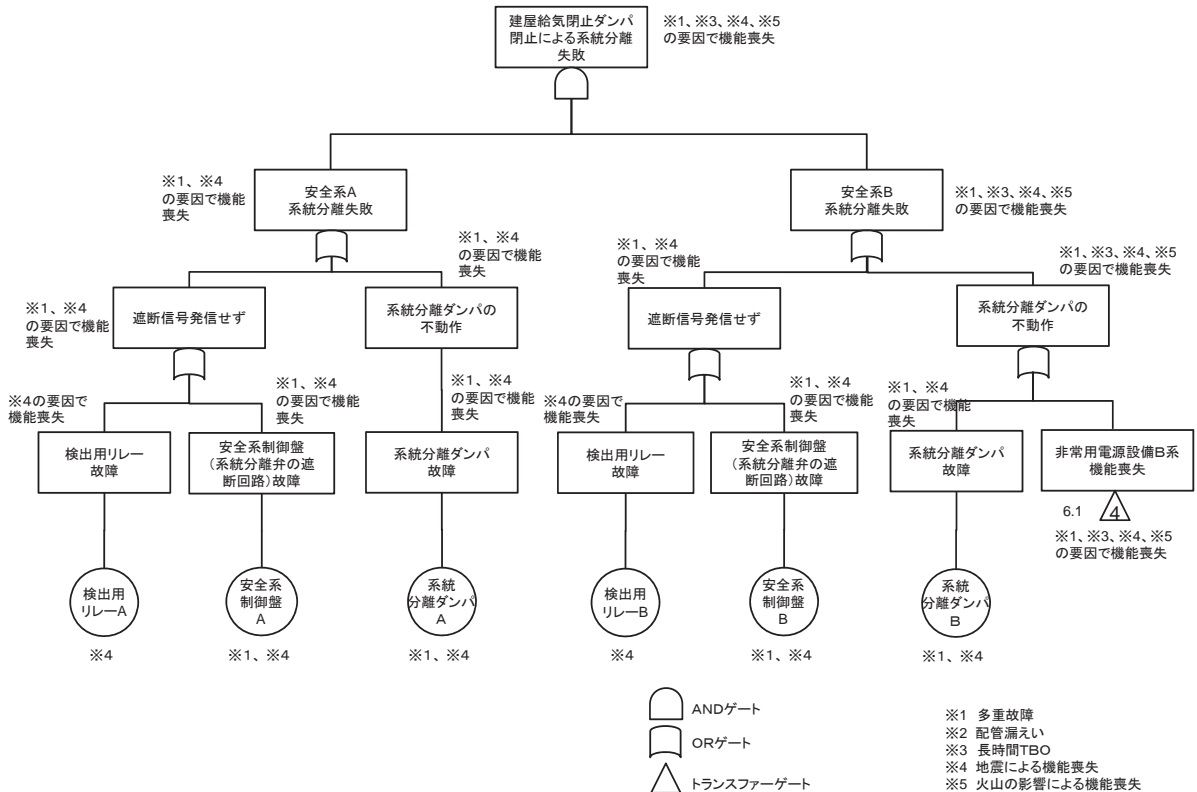 建屋給気閉止ダンパ
閉止による系統分離
失敗
※1、※3、※4、※5
の要因で機能喪失
※1、※4
の要因で機能
喪失
安全系A
系統分離失敗
安全系B
系統分離失敗
※1、※3、※4、※5
の要因で機能喪失
※1、※4
の要因で機能
喪失
遮断信号発信せず
※1、※4
の要因で機能
喪失
系統分離ダンパの
不動作
※1、※4
の要因で機能
喪失
遮断信号発信せず
※1、※3、※4、※5
の要因で機能喪失
系統分離ダンパの
不動作
※4の要因で
機能喪失
検出用リレー
故障
※1、※4
の要因で機能
喪失
安全系制御盤
(系統分離弁の遮
断回路)故障
※1、※4
の要因で機能
喪失
系統分離ダンパ
故障
※4の要因で
機能喪失
検出用リレー
故障
※1、※4
の要因で機能
喪失
安全系制御盤
(系統分離弁の遮
断回路)故障
※1、※4
の要因で機能
喪失
系統分離ダンパ
故障
非常用電源設備B系
機能喪失
6.1
4
※1、※3、※4、※5
の要因で機能喪失
検出用
リレーA
※4
安全系
制御盤
A
※1、※4
系統
分離ダンパ
A
※1、※4
検出用
リレーB
※4
安全系
制御盤
B
※1、※4
系統
分離ダンパ
B
※1、※4
ANDゲート
ORゲート
トランスファーゲート
※1 多重故障
※2 配管漏えい
※3 長時間TBO
※4 地震による機能喪失
※5 火山の影響による機能喪失